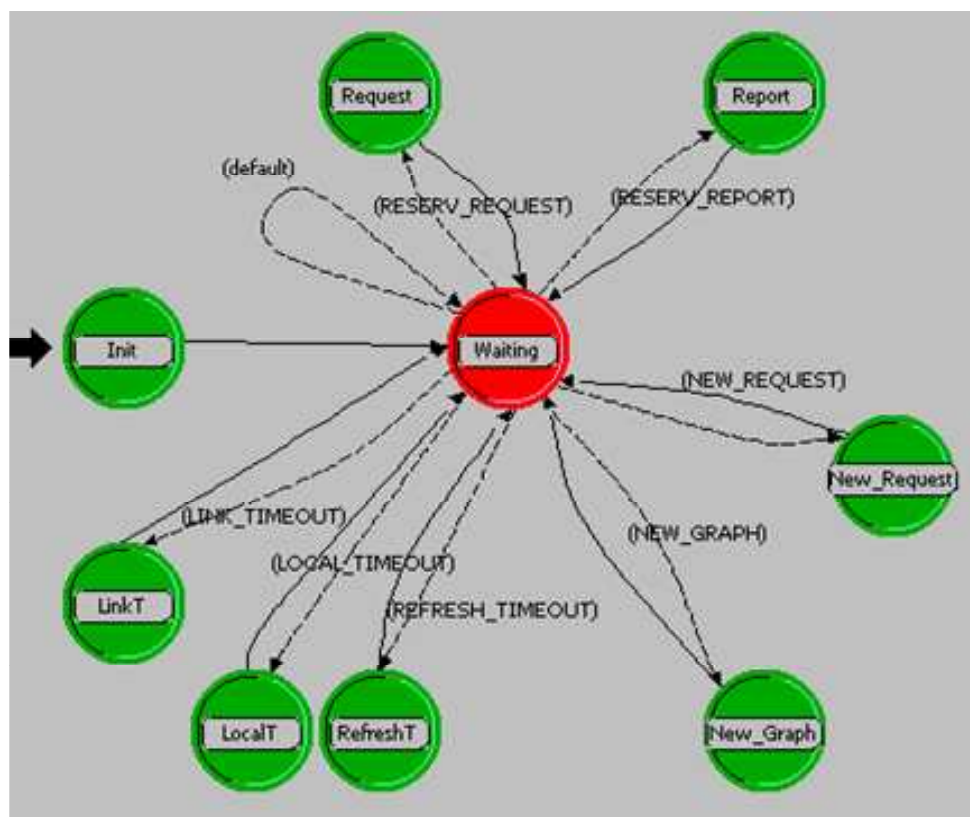 Request
Report
(default)
(RESERV_REQUEST)
(RESERV_REPORT)
Init
Waiting
(NEW_REQUEST)
New_Request
(LINK_TIMEOUT)
(NEW_GRAPH)
(LOCAL_TIMEOUT)
LinkT
(REFRESH_TIMEOUT)
LocalT
RefreshT
New_Graph